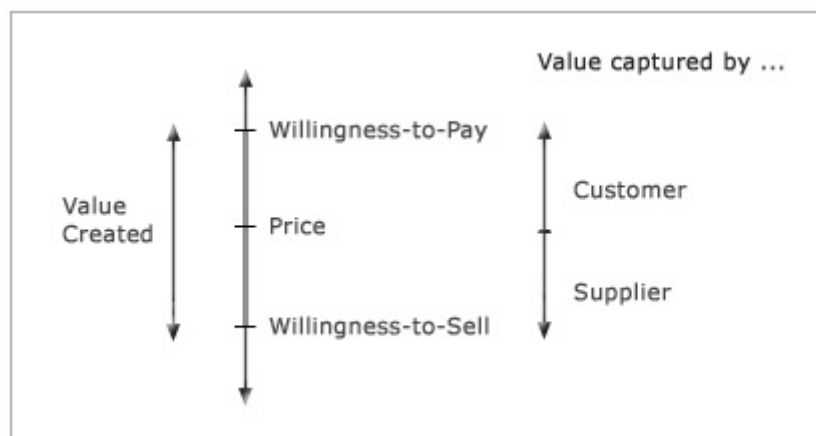 Value captured by ...
Willingness-to-Pay
Value
Created
Customer
Price
Supplier
Willingness-to-Sell